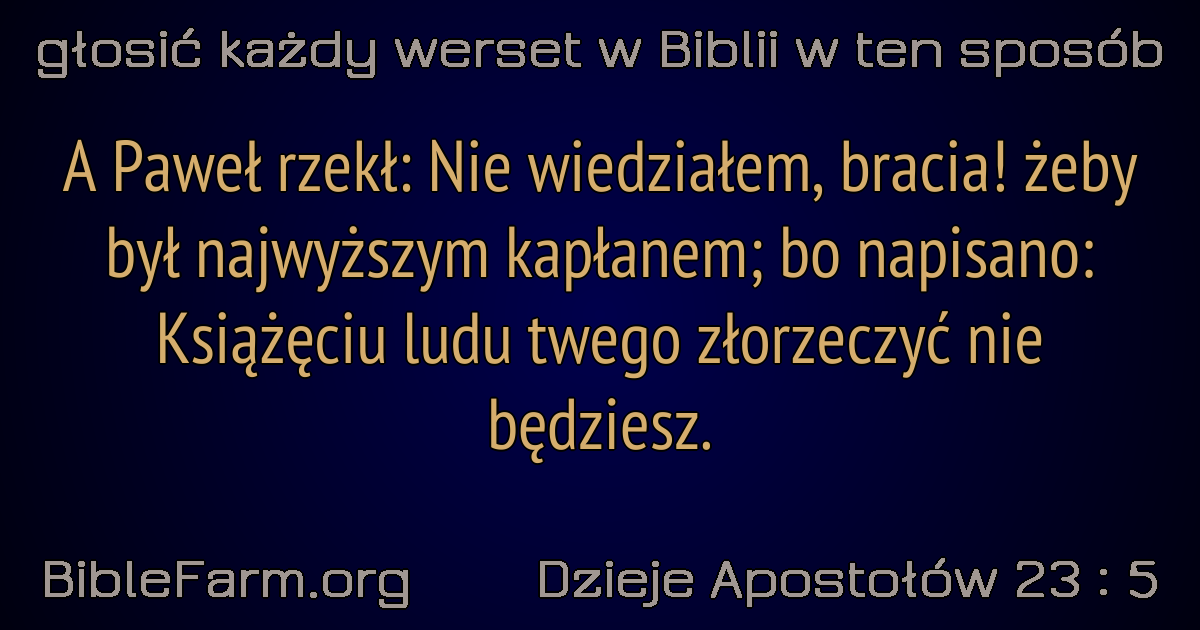 głosić każdy werset w Biblii w ten sposób
A Paweł rzekł: Nie wiedziałem, bracia! żeby
był najwyższym kapłanem; bo napisano:
Książęciu ludu twego złorzeczyć nie
będziesz.
BibleFarm.org
Dzieje Apostołów 23 : 5